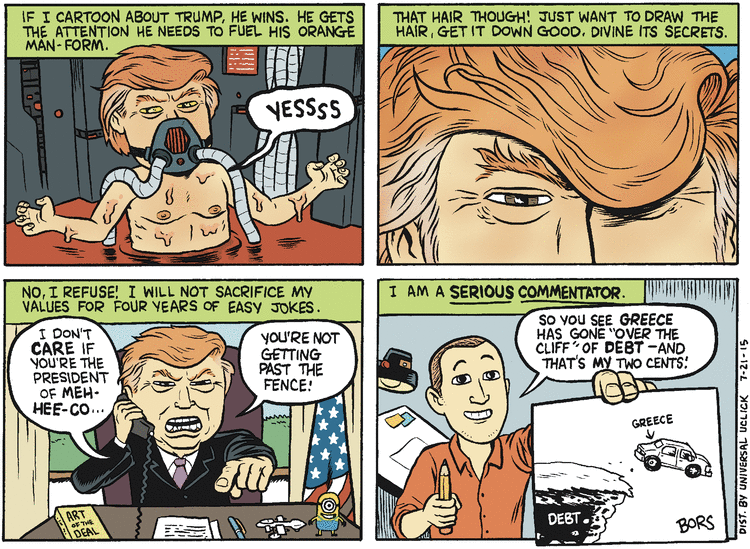 IF I CARTOON ABOUT TRUMP, HE WINS. HE GETS
THE ATTENTION HE NEEDS TO FUEL HIS ORANGE
MAN-FORM.
YESSSS
THAT HAIR THOUGH! JUST WANT TO DRAW THE
HAIR, GET IT DOWN GOOD. DIVINE ITS SECRETS.
NO, I REFUSE! I WILL NOT SACRIFICE MY
VALUES FOR FOUR YEARS OF EASY JOKES.
I DON'T
CARE IF
YOU'RE THE
PRESIDENT
OF MEH-
HEE-CO...
YOU'RE NOT
GETTING
PAST THE
FENCE!
ART
OF THE
DEAL
I AM A SERIOUS COMMENTATOR.
SO YOU SEE GREECE
HAS GONE "OVER THE
CLIFF" OF DEBT—AND
THAT'S MY TWO CENTS!
GREECE
DEBT
BORS
DIST. BY UNIVERSAL UCLICK 7-21-15